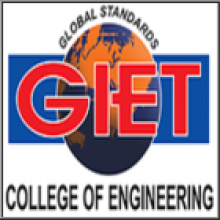 GLOBAL STANDARDS
GIET
COLLEGE OF ENGINEERING